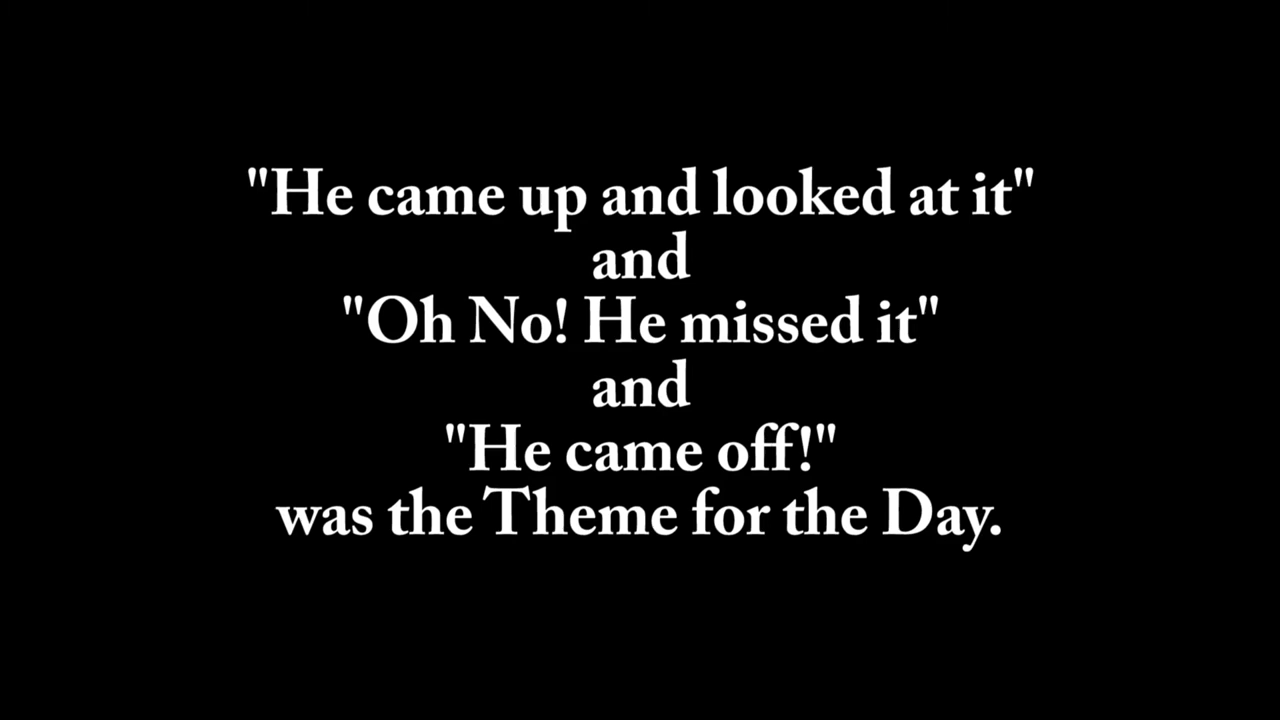 "He came up and looked at it"
and
"Oh No! He missed it"
and
"He came off!"
was the Theme for the Day.